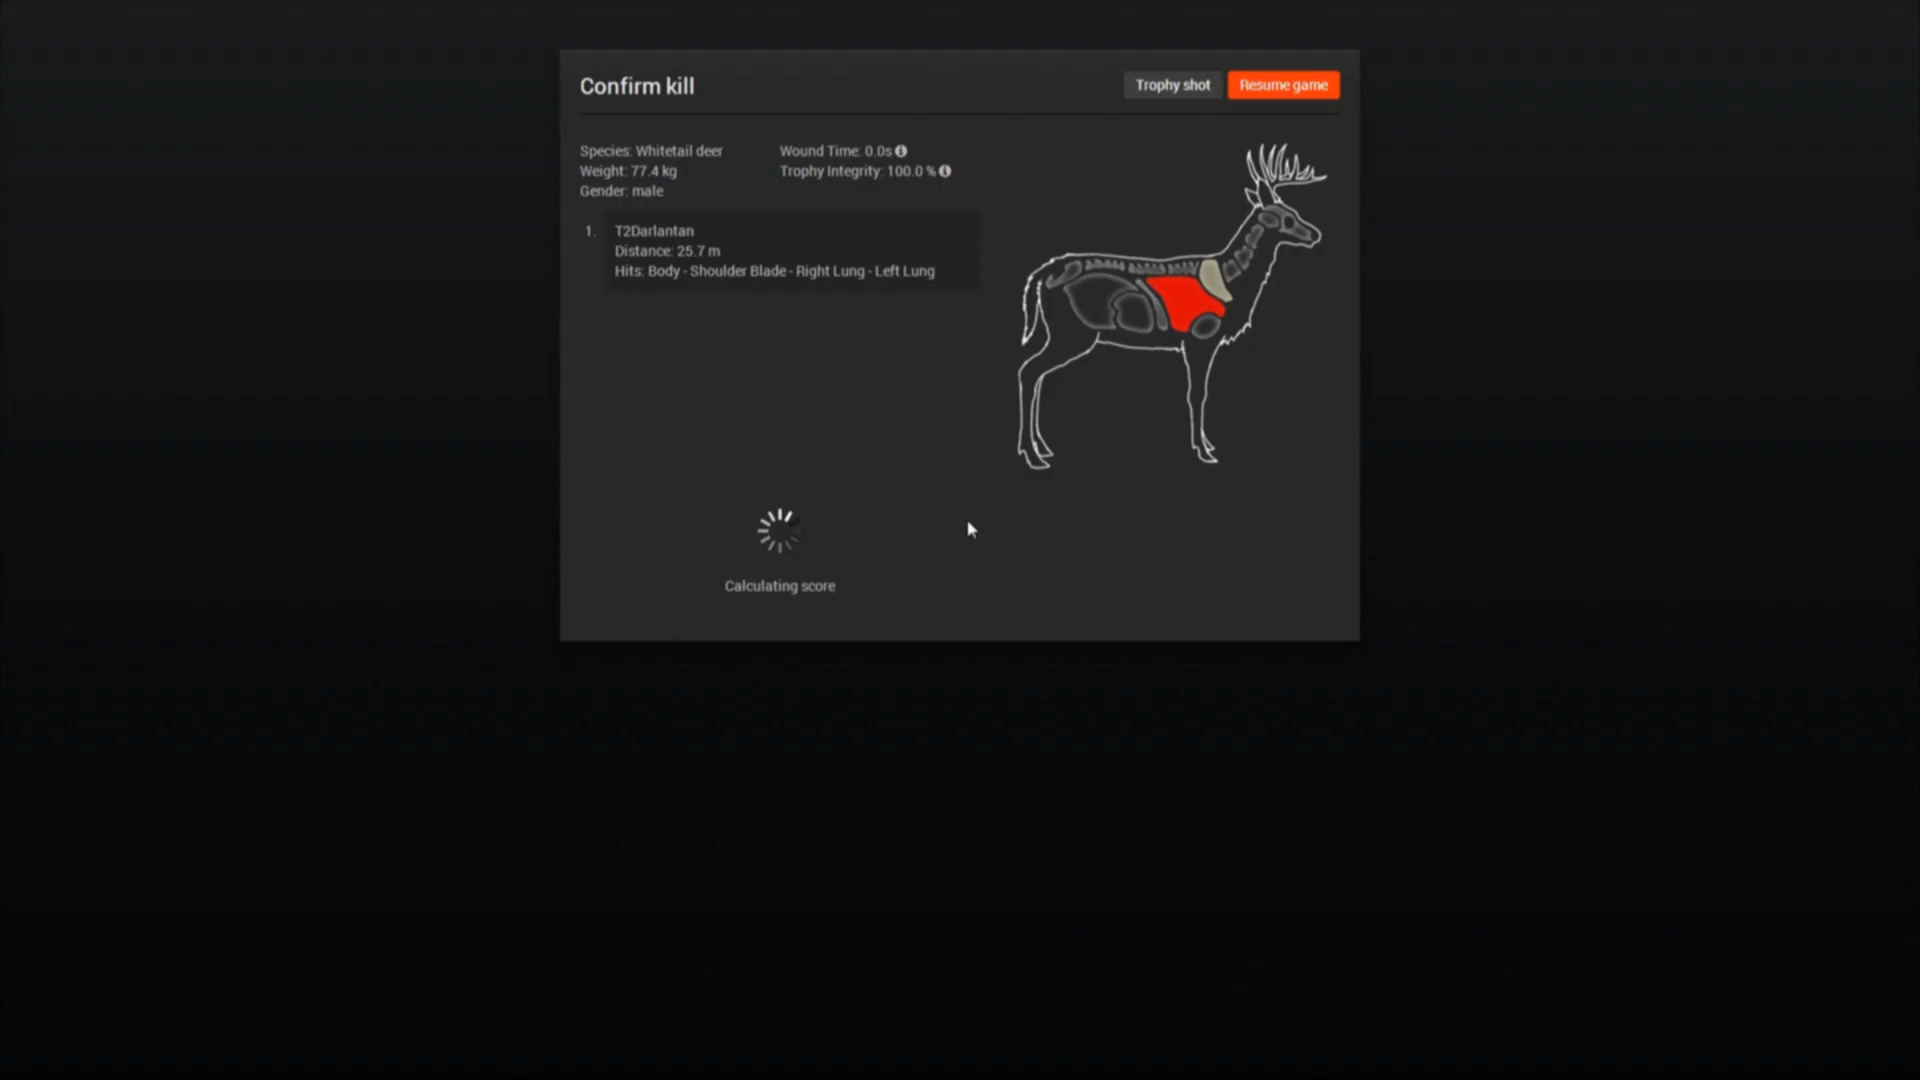 Confirm kill
Trophy shot
Resume game
Species: Whitetail deer
Weight: 77.4 kg
Gender: male
Wound Time: 0.0s
Trophy Integrity: 100.0 %
1.
T2Darlantan
Distance: 25.7 m
Hits: Body - Shoulder Blade - Right Lung - Left Lung
Calculating score